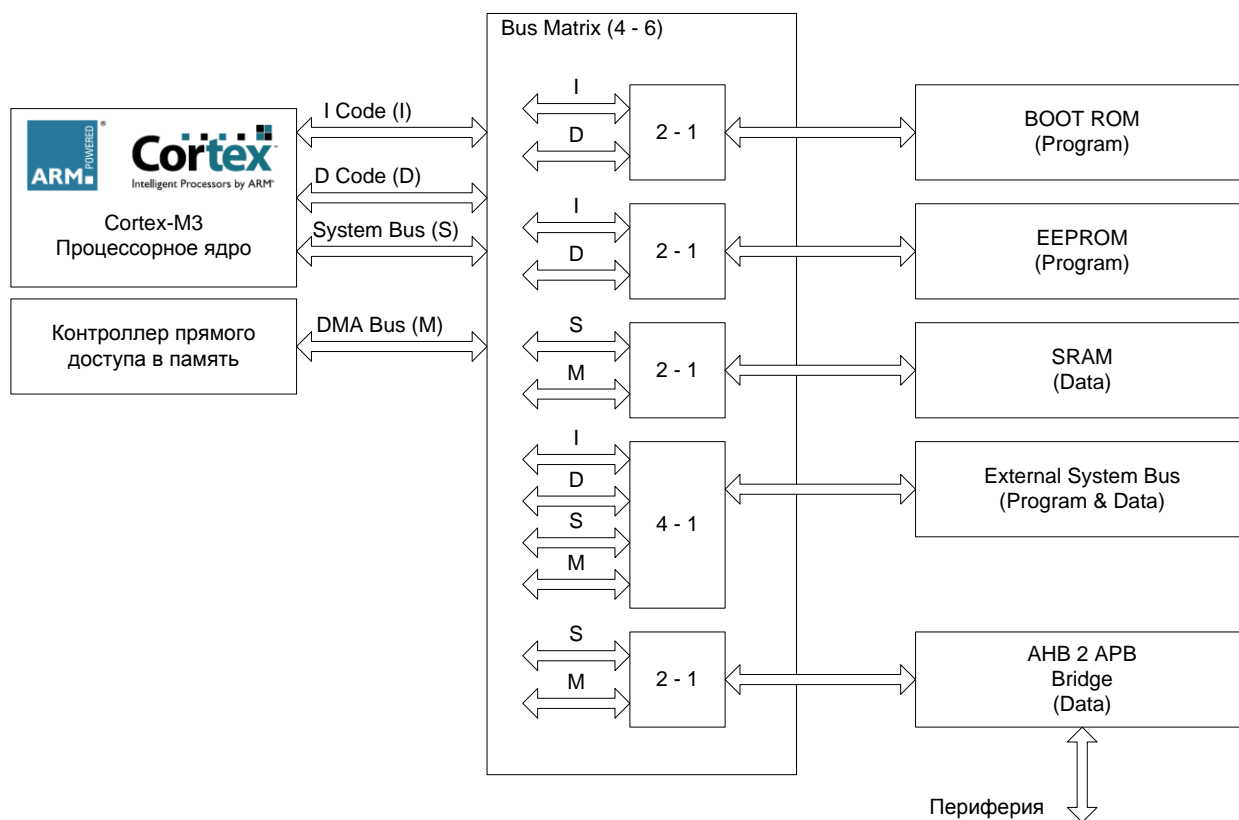 Bus Matrix (4 - 6)
I Code (I)
D Code (D)
System Bus (S)
DMA Bus (M)
ARM
POWERED
®
Cortex
Intelligent Processors by ARM®
Cortex-M3
Процессорное ядро
Контроллер прямого
доступа в память
I
D
2 - 1
BOOT ROM
(Program)
I
D
2 - 1
EEPROM
(Program)
S
M
2 - 1
SRAM
(Data)
I
D
S
M
4 - 1
External System Bus
(Program & Data)
S
M
2 - 1
AHB 2 APB
Bridge
(Data)
Периферия